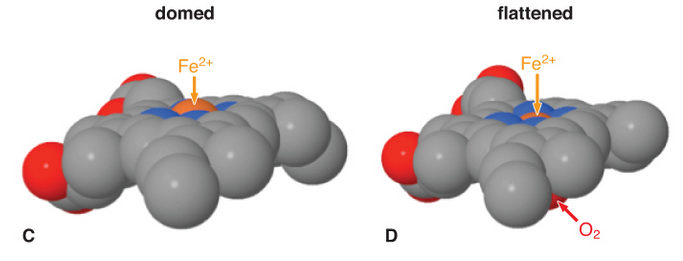 domed
flattened
Fe²⁺
Fe²⁺
O₂
C
D